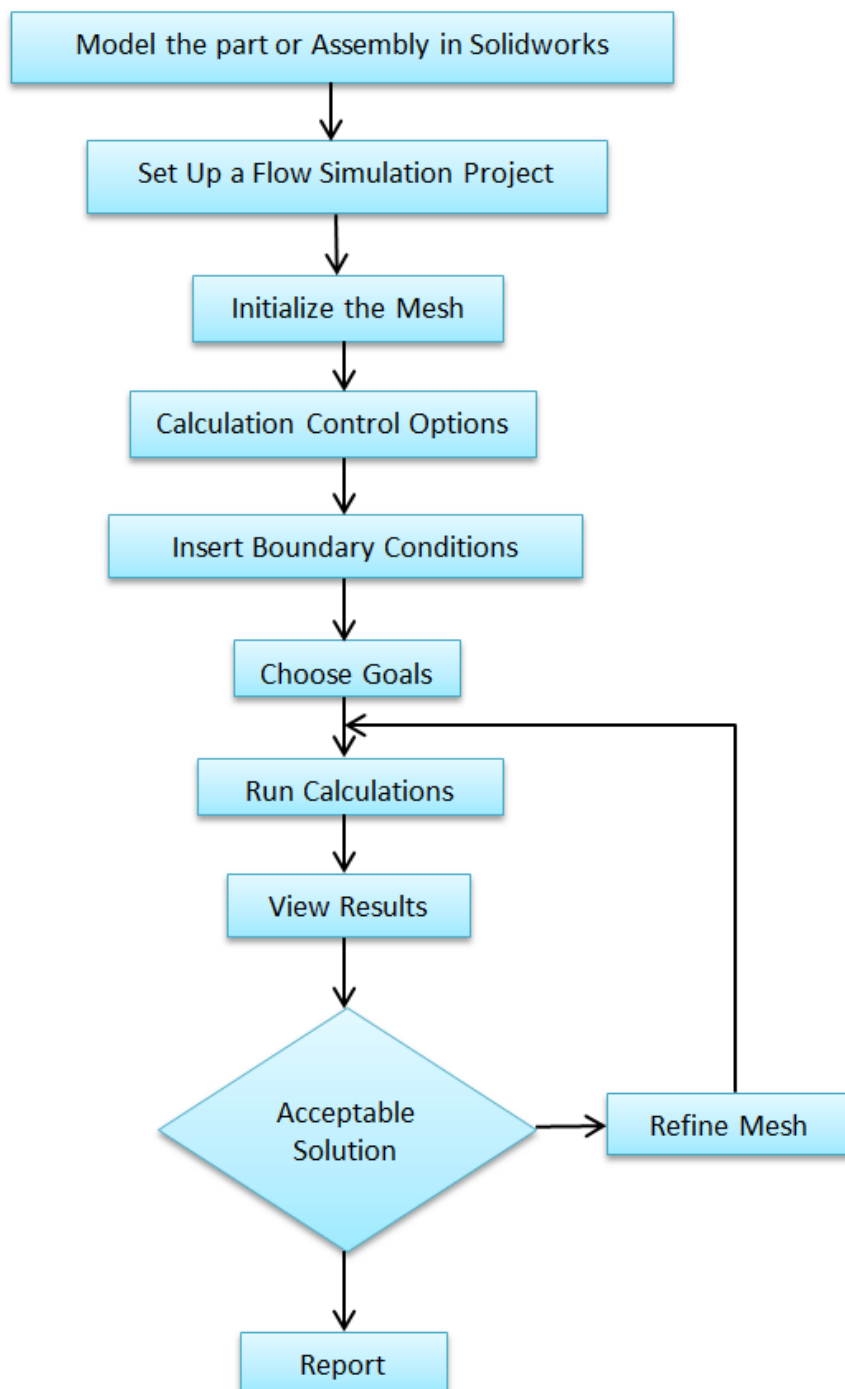 Model the part or Assembly in Solidworks
Set Up a Flow Simulation Project
Initialize the Mesh
Calculation Control Options
Insert Boundary Conditions
Choose Goals
Run Calculations
View Results
Acceptable
Solution
Refine Mesh
Report